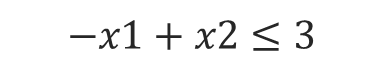 −x1 + x2 ≤ 3